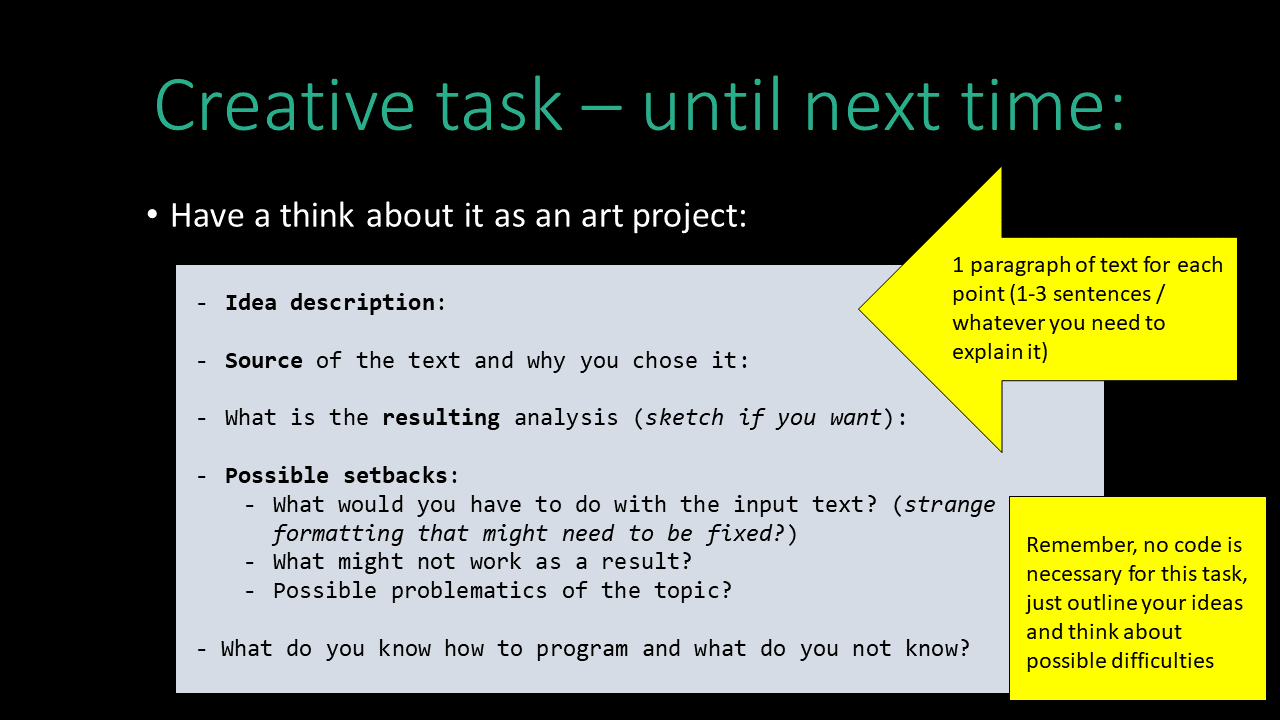 Creative task – until next time:
• Have a think about it as an art project:
- Idea description:
- Source of the text and why you chose it:
- What is the resulting analysis (sketch if you want):
- Possible setbacks:
- What would you have to do with the input text? (strange
formatting that might need to be fixed?)
- What might not work as a result?
- Possible problematics of the topic?
- What do you know how to program and what do you not know?
1 paragraph of text for each
point (1-3 sentences /
whatever you need to
explain it)
Remember, no code is
necessary for this task,
just outline your ideas
and think about
possible difficulties